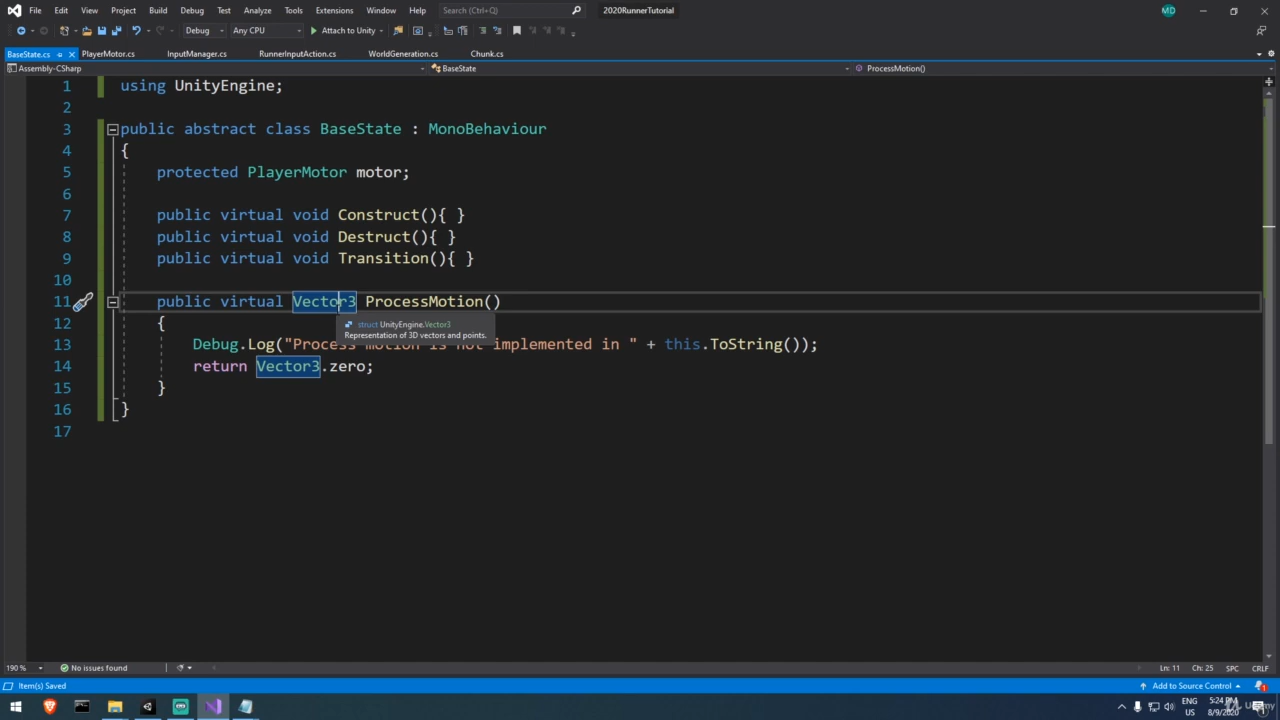 File Edit View Git Project Build Debug Test Analyze Tools Extensions Window Help Search (Ctrl+Q) 2020RunnerTutorial MD
Debug Any CPU Attach to Unity
BaseState.cs PlayerMotor.cs InputManager.cs RunnerInputAction.cs WorldGeneration.cs Chunk.cs
Assembly-CSharp BaseState ProcessMotion()
1 using UnityEngine;
2
3 public abstract class BaseState : MonoBehaviour
4 {
5 protected PlayerMotor motor;
6
7 public virtual void Construct(){ }
8 public virtual void Destruct(){ }
9 public virtual void Transition(){ }
10
11 public virtual Vector3 ProcessMotion()
12 {
struct UnityEngine.Vector3
Representation of 3D vectors and points.
13 Debug.Log("Process motion is not implemented in " + this.ToString());
14 return Vector3.zero;
15 }
16 }
17
190 % No issues found Ln: 11 Ch: 25 SPC CRLF
Item(s) Saved Add to Source Control 1
ENG
US
5:24 PM
8/9/2020
Udemy